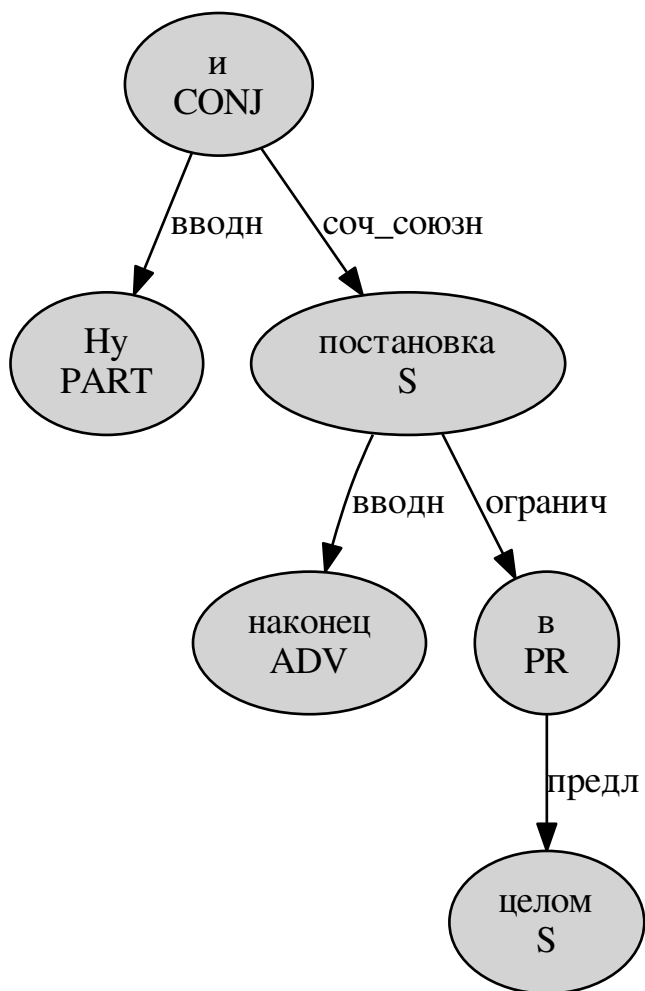 и
CONJ
вводн
соч_союзн
Ну
PART
постановка
S
вводн
огранич
наконец
ADV
в
PR
предл
целом
S